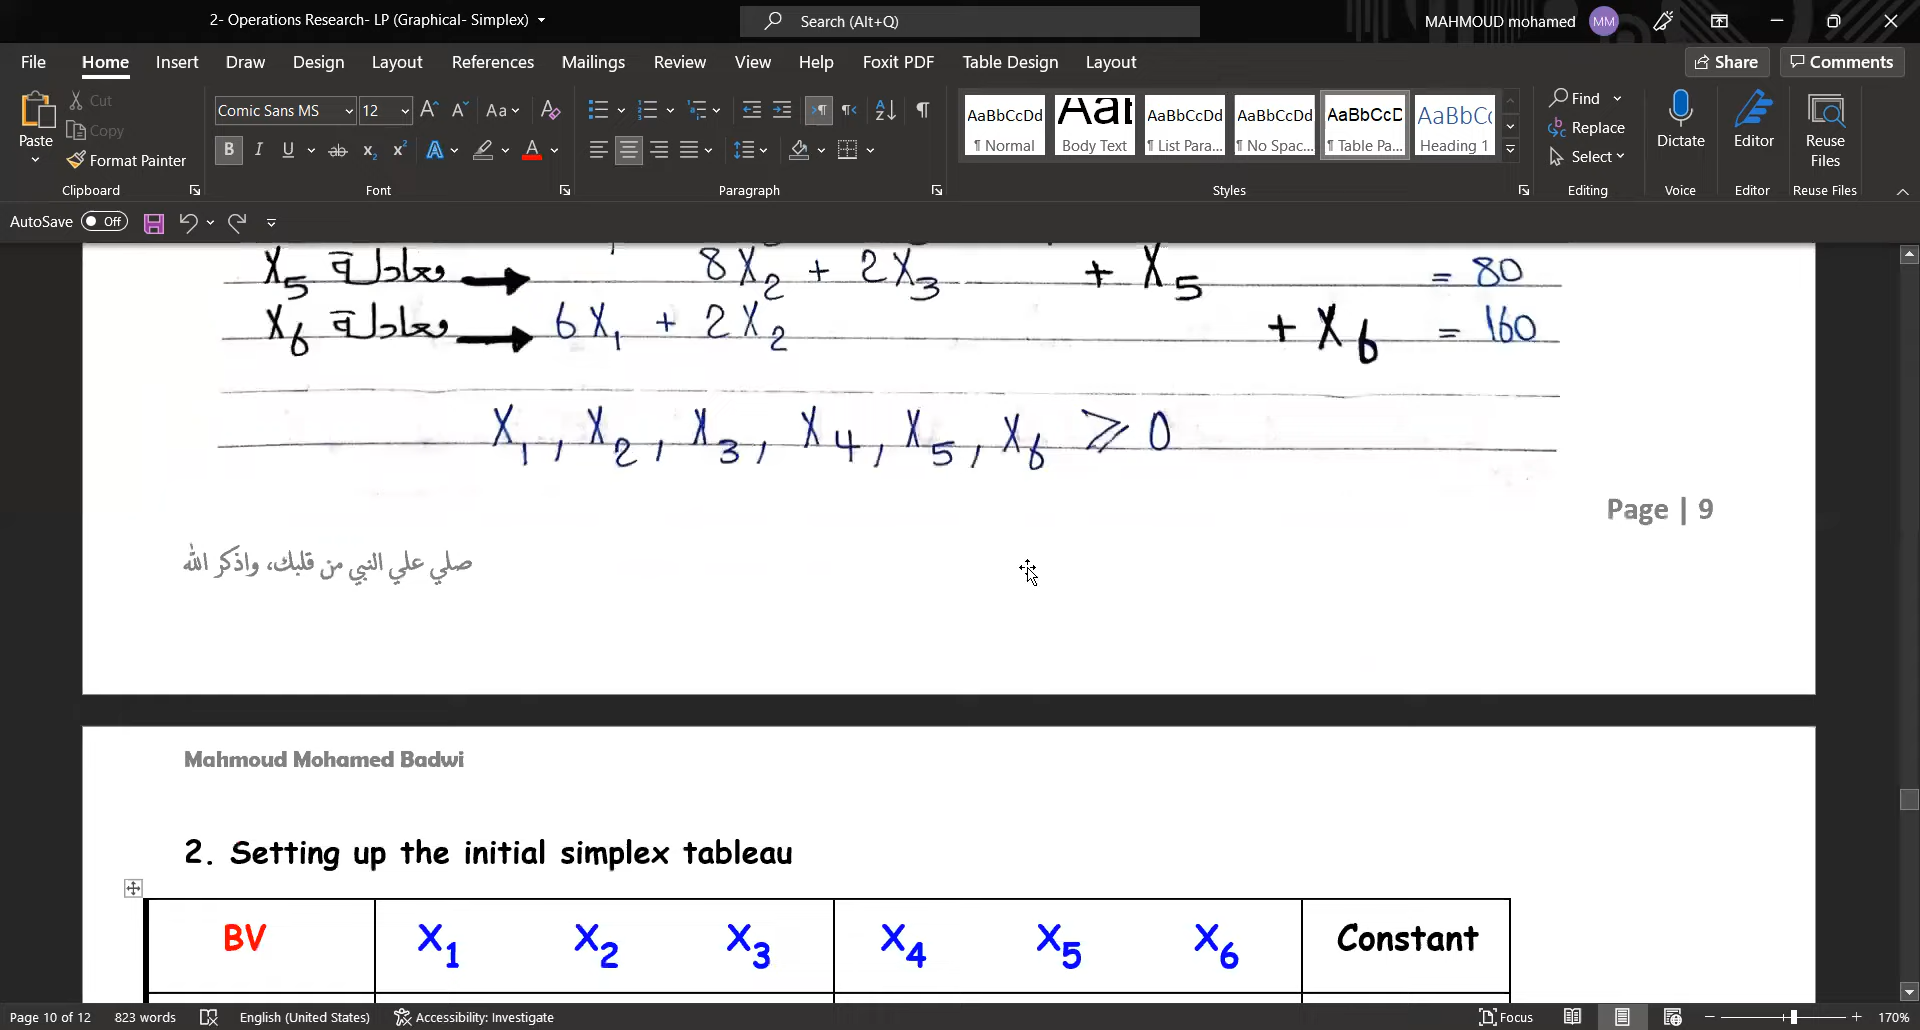 2- Operations Research- LP (Graphical- Simplex)
Search (Alt+Q)
MAHMOUD mohamed
MM
File Home Insert Draw Design Layout References Mailings Review View Help Foxit PDF Table Design Layout
Share
Comments
Paste
Cut
Copy
Format Painter
Clipboard
Comic Sans MS
12
Font
Paragraph
AaBbCcDd
¶ Normal
Body Text
AaBbCcDd
¶ List Para...
AaBbCcDd
¶ No Spac...
¶ Table Pa...
Heading 1
Styles
Find
Replace
Select
Editing
Dictate
Voice
Editor
Editor
Reuse Files
Reuse Files
AutoSave Off
معادلة X5 → 8X2 + 2X3 + X5 = 80
معادلة X6 → 6X1 + 2X2 + X6 = 160
X1, X2, X3, X4, X5, X6 ⩾ 0
Page | 9
صلي علي النبي من قلبك، واذكر الله
Mahmoud Mohamed Badwi
2. Setting up the initial simplex tableau
BV X1 X2 X3 X4 X5 X6 Constant
Page 10 of 12 823 words English (United States) Accessibility: Investigate Focus 170%